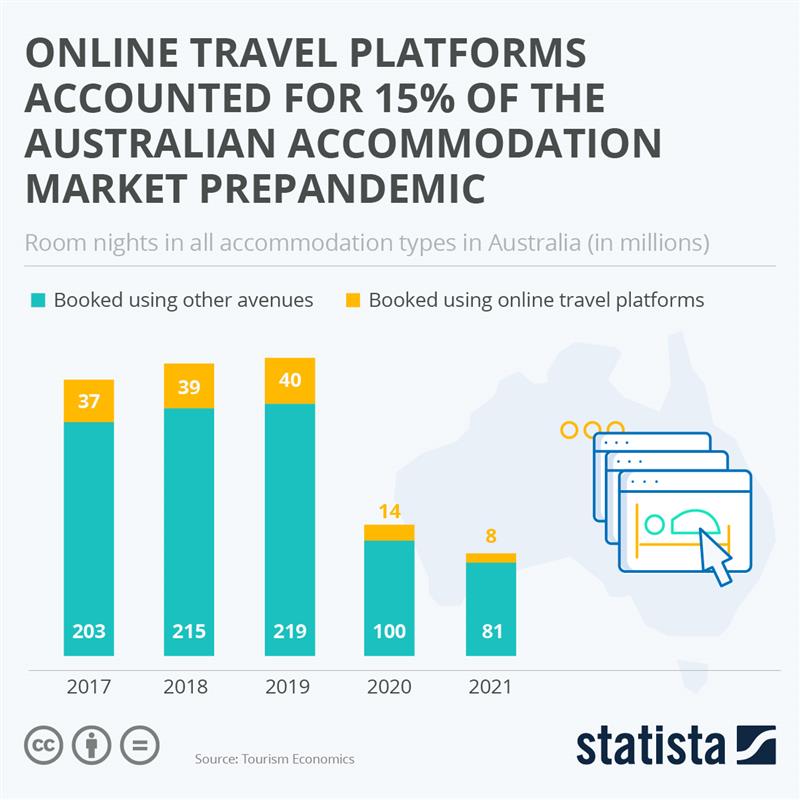 ONLINE TRAVEL PLATFORMS
ACCOUNTED FOR 15% OF THE
AUSTRALIAN ACCOMMODATION
MARKET PREPANDEMIC
Room nights in all accommodation types in Australia (in millions)
Booked using other avenues Booked using online travel platforms
37 39 40 14 8
203 215 219 100 81
2017 2018 2019 2020 2021
cc
Source: Tourism Economics
statista